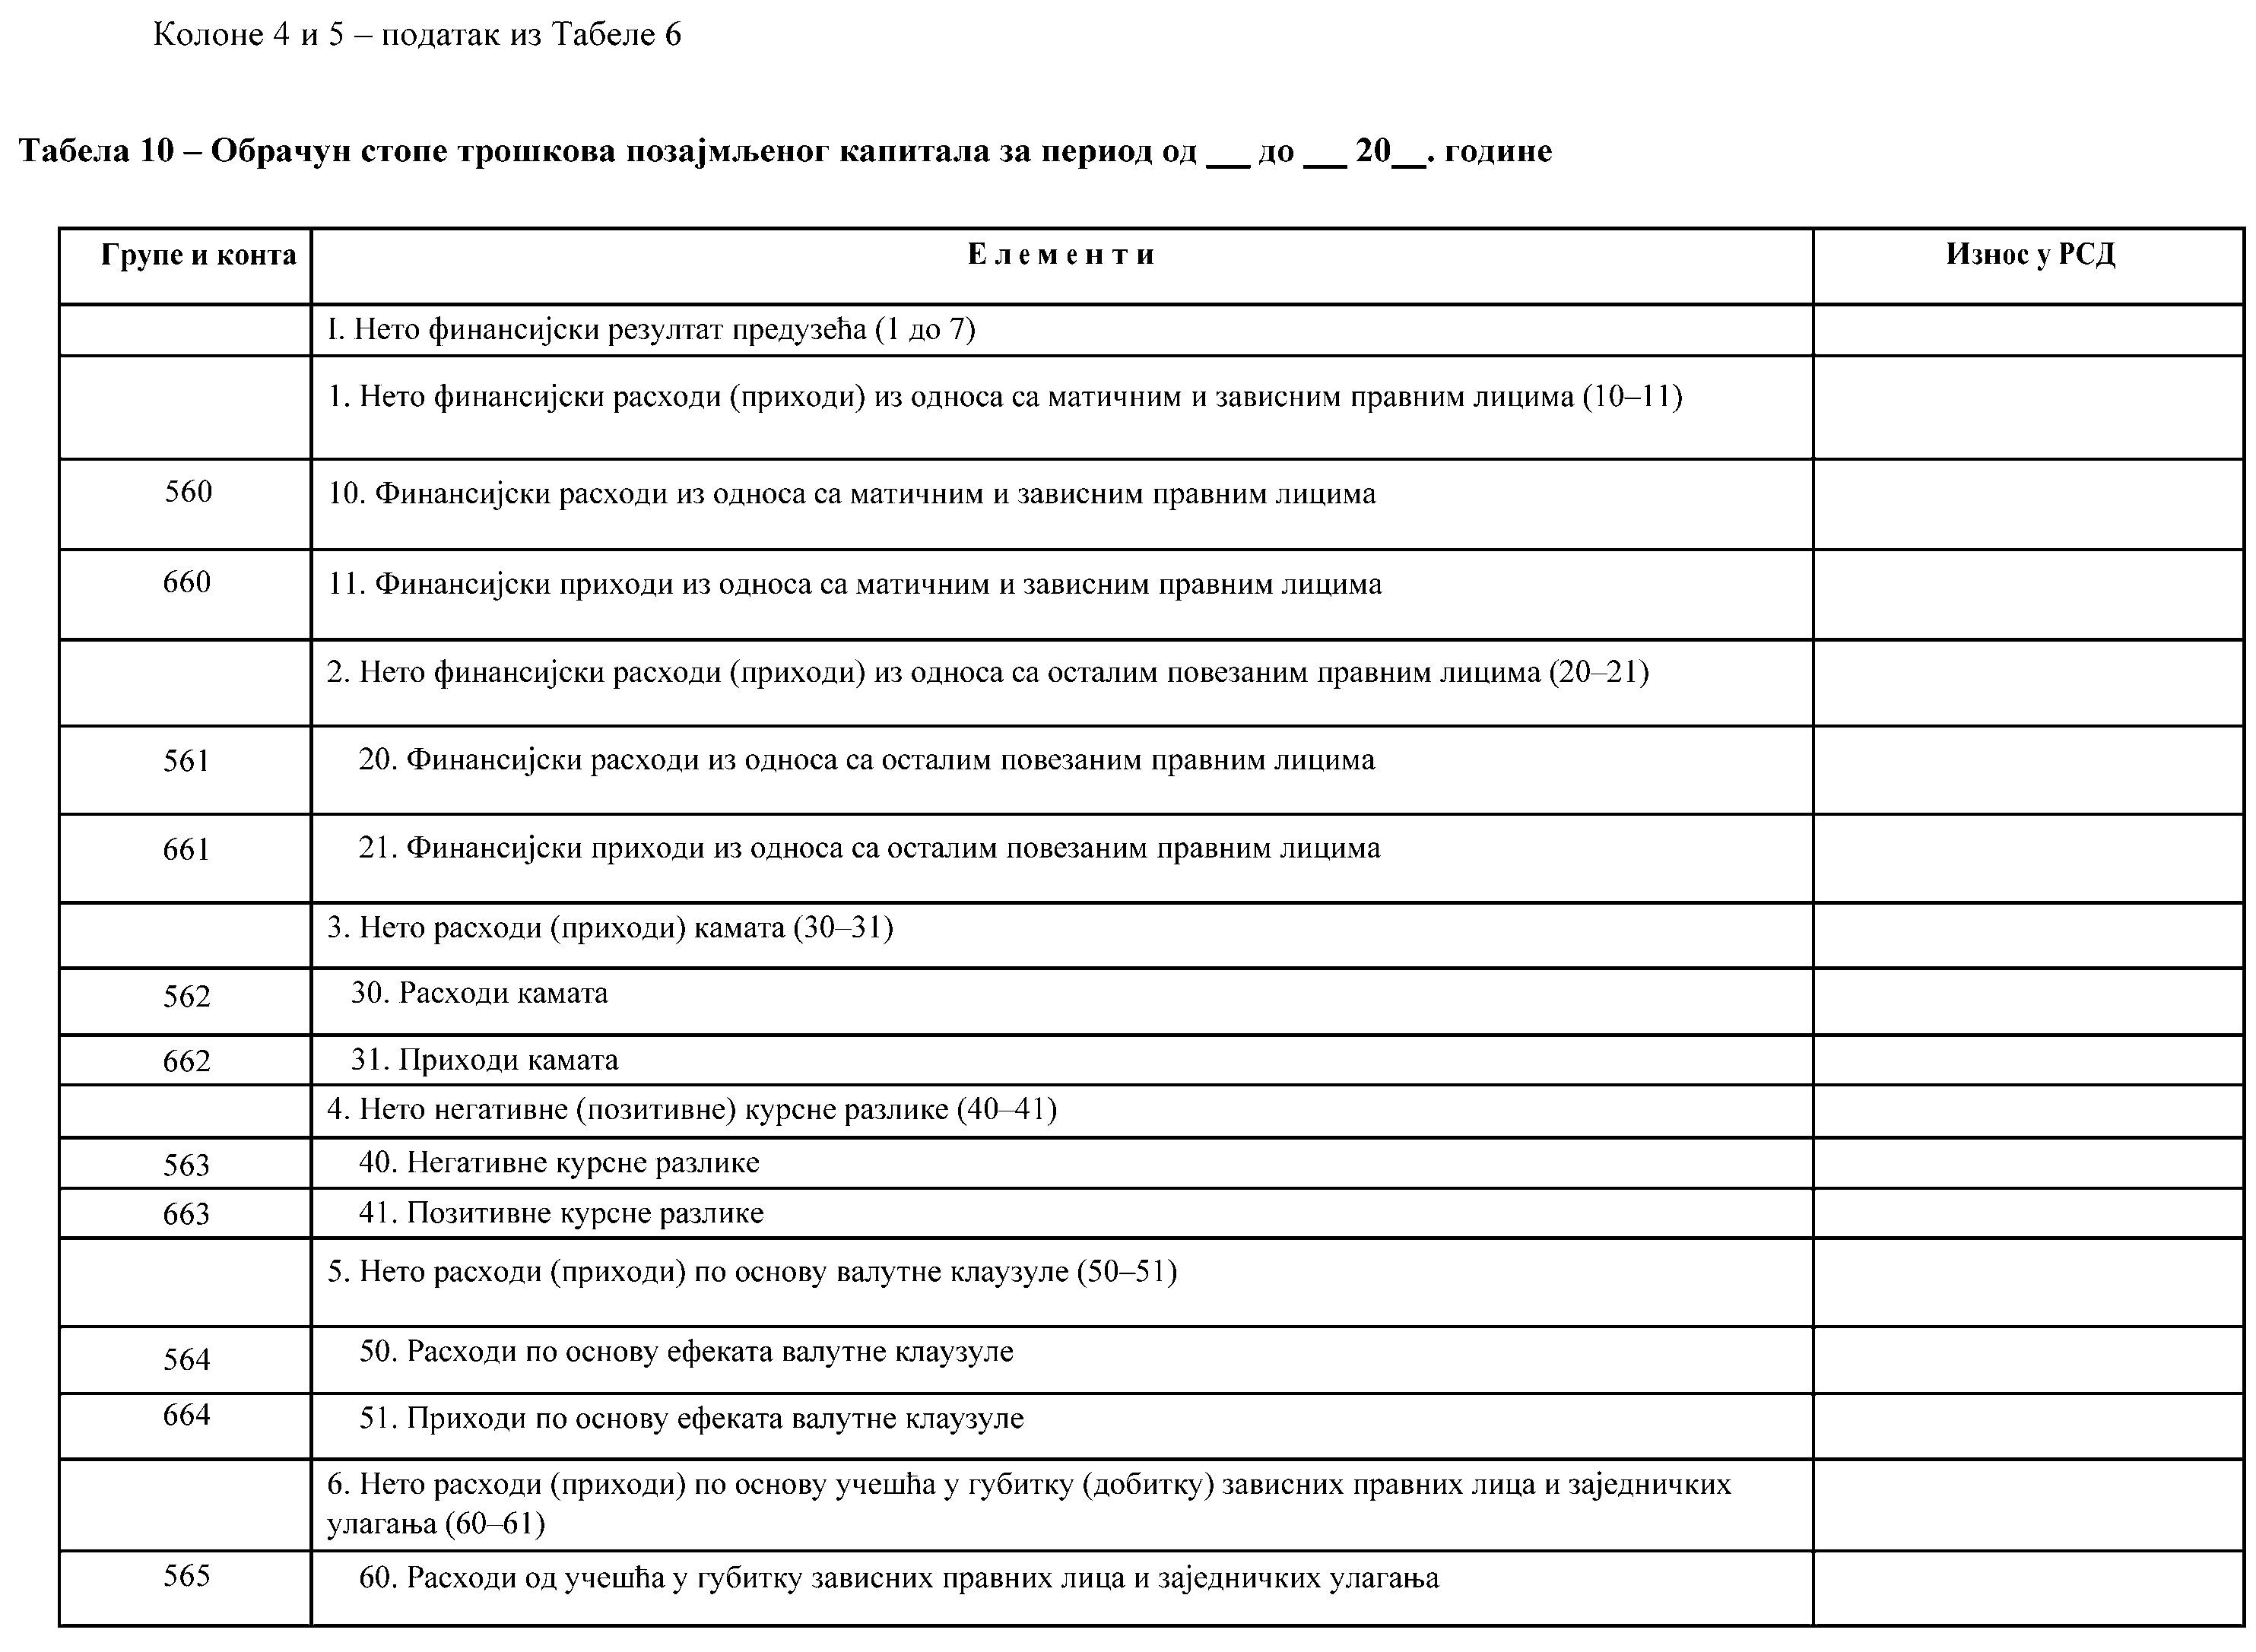 Колоне 4 и 5 – податак из Табеле 6
Табела 10 – Обрачун стопе трошкова позајмљеног капитала за период од ___ до ___ 20__. године
Групе и конта Е л е м е н т и Износ у РСД
I. Нето финансијски резултат предузећа (1 до 7)
1. Нето финансијски расходи (приходи) из односа са матичним и зависним правним лицима (10–11)
560 10. Финансијски расходи из односа са матичним и зависним правним лицима
660 11. Финансијски приходи из односа са матичним и зависним правним лицима
2. Нето финансијски расходи (приходи) из односа са осталим повезаним правним лицима (20–21)
561 20. Финансијски расходи из односа са осталим повезаним правним лицима
661 21. Финансијски приходи из односа са осталим повезаним правним лицима
3. Нето расходи (приходи) камата (30–31)
562 30. Расходи камата
662 31. Приходи камата
4. Нето негативне (позитивне) курсне разлике (40–41)
563 40. Негативне курсне разлике
663 41. Позитивне курсне разлике
5. Нето расходи (приходи) по основу валутне клаузуле (50–51)
564 50. Расходи по основу ефеката валутне клаузуле
664 51. Приходи по основу ефеката валутне клаузуле
6. Нето расходи (приходи) по основу учешћа у губитку (добитку) зависних правних лица и заједничких
улагања (60–61)
565 60. Расходи од учешћа у губитку зависних правних лица и заједничких улагања